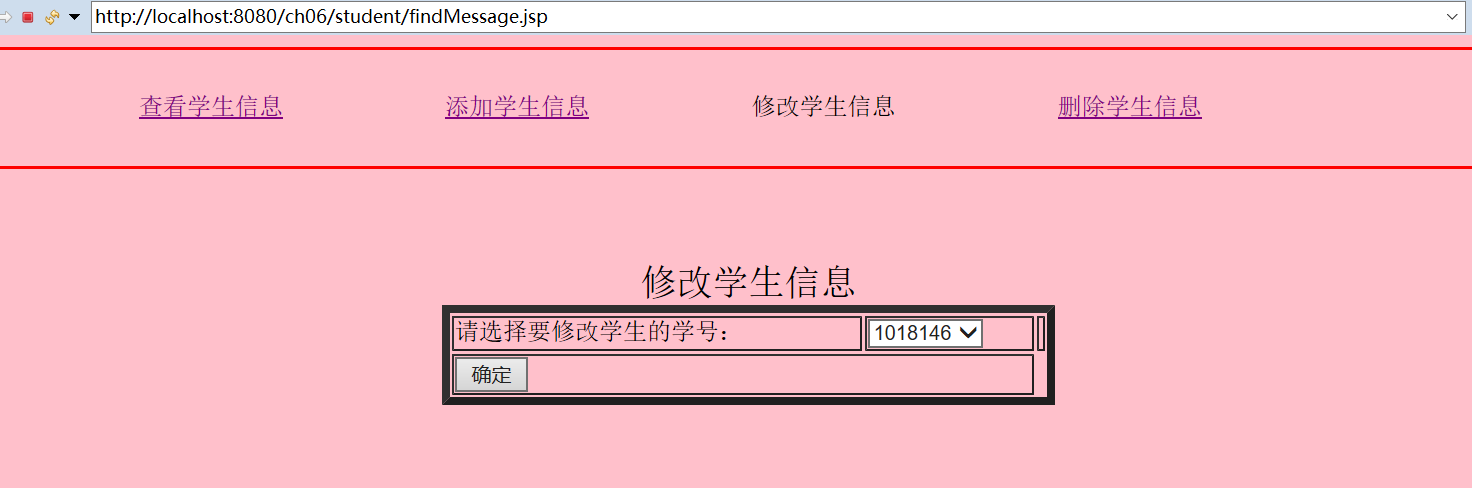 http://localhost:8080/ch06/student/findMessage.jsp
查看学生信息 添加学生信息 修改学生信息 删除学生信息
修改学生信息
请选择要修改学生的学号： 1018146
确定